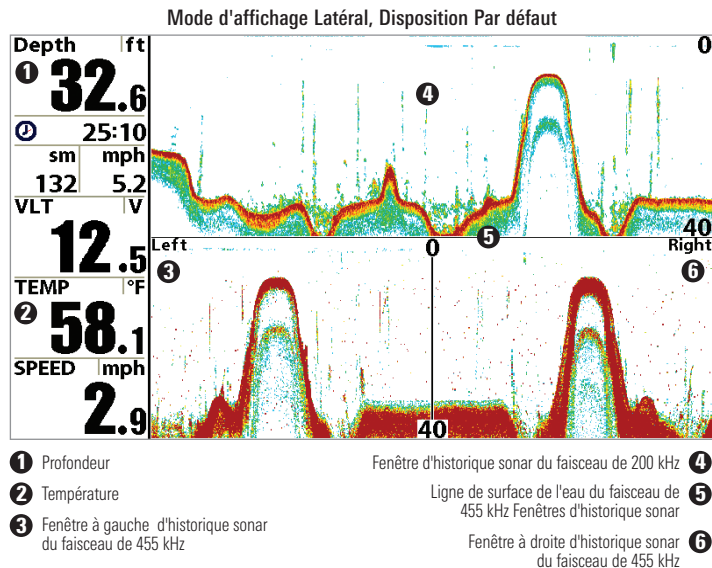 Mode d'affichage Latéral, Disposition Par défaut
Depth ft
1 32.6
25:10
sm mph
132 5.2
VLT V
12.5
TEMP °F
2 58.1
SPEED mph
2.9
0
4
40
5
Left 0 Right
3 6
40
1 Profondeur
2 Température
3 Fenêtre à gauche d'historique sonar
du faisceau de 455 kHz
Fenêtre d'historique sonar du faisceau de 200 kHz 4
Ligne de surface de l'eau du faisceau de 5
455 kHz Fenêtres d'historique sonar
Fenêtre à droite d'historique sonar 6
du faisceau de 455 kHz